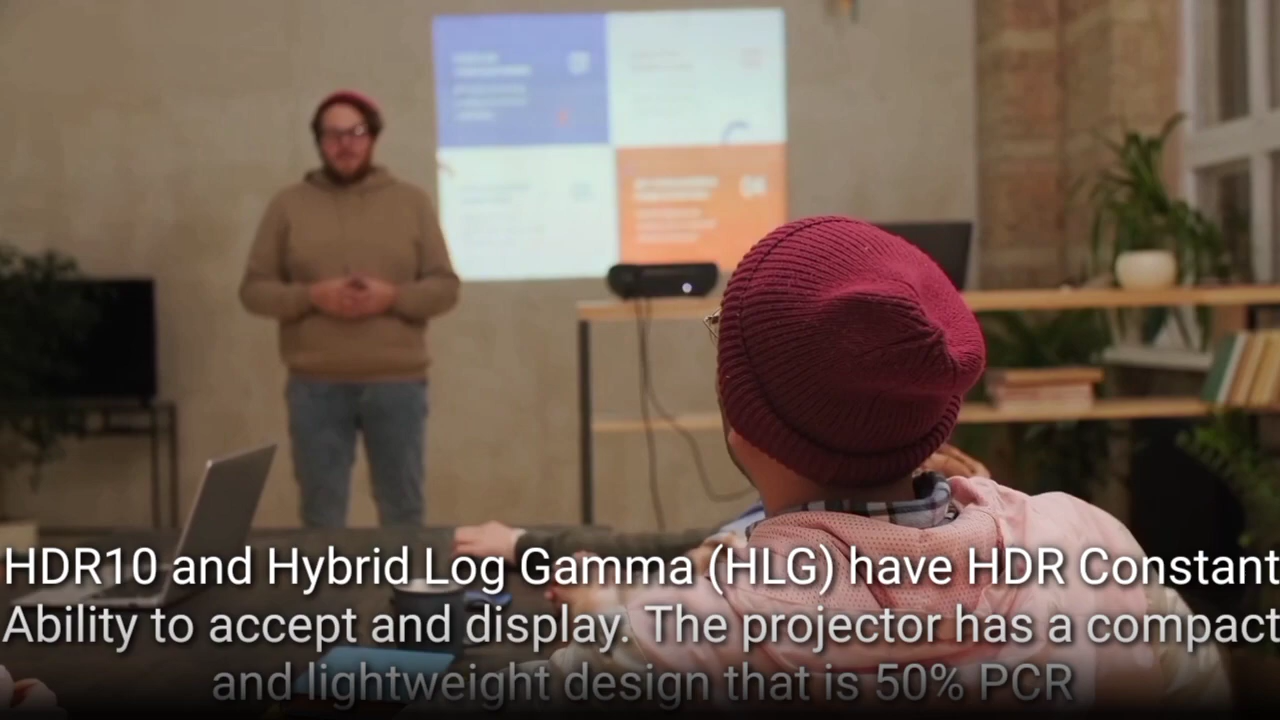 HDR10 and Hybrid Log Gamma (HLG) have HDR Constant
Ability to accept and display. The projector has a compact
and lightweight design that is 50% PCR